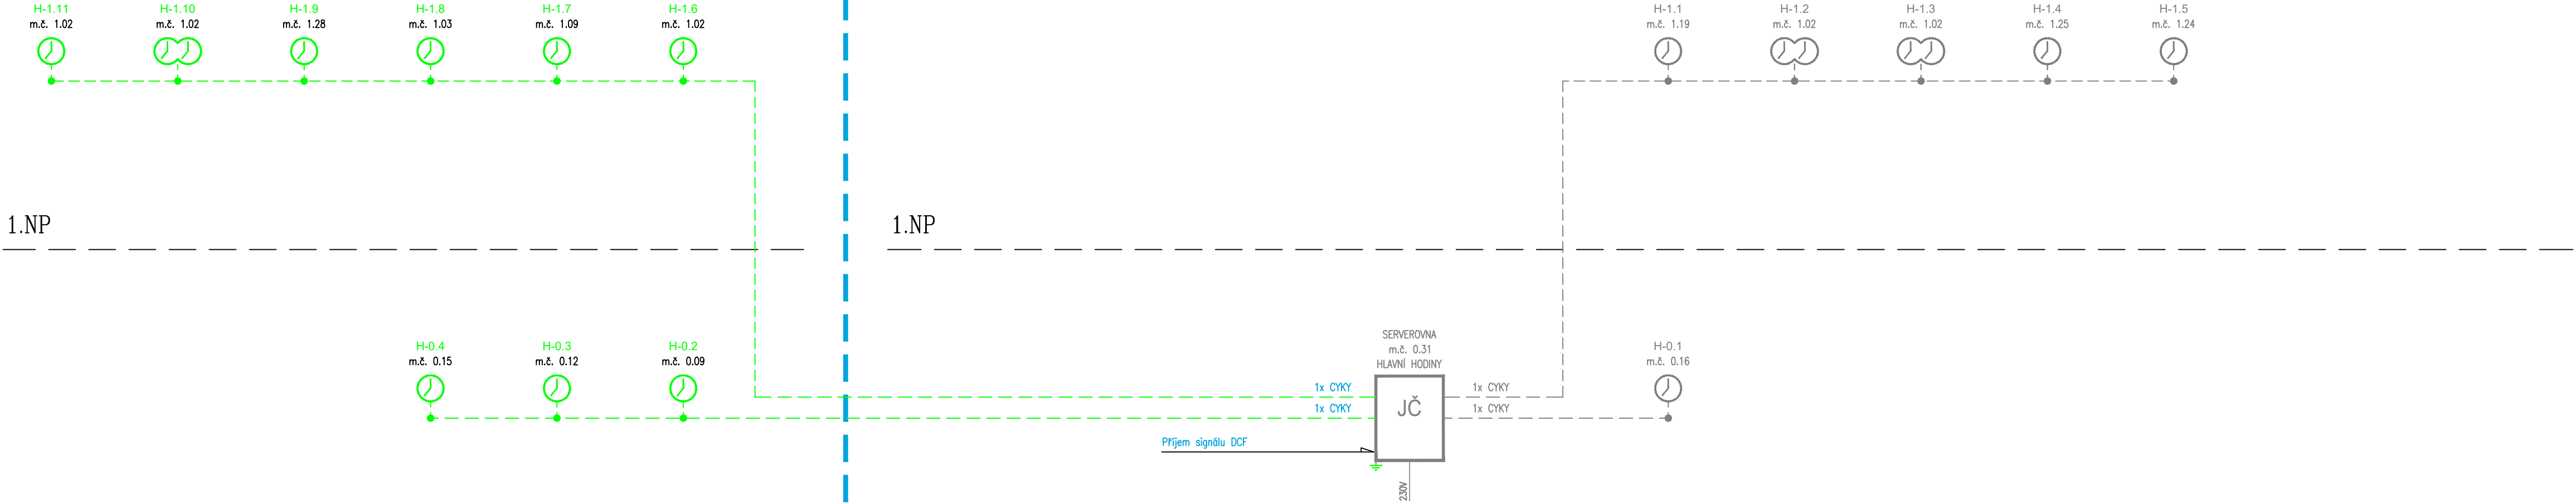 H-1.11
m.č. 1.02
H-1.10
m.č. 1.02
H-1.9
m.č. 1.28
H-1.8
m.č. 1.03
H-1.7
m.č. 1.09
H-1.6
m.č. 1.02
H-1.1
m.č. 1.19
H-1.2
m.č. 1.02
H-1.3
m.č. 1.02
H-1.4
m.č. 1.25
H-1.5
m.č. 1.24
1.NP
1.NP
H-0.4
m.č. 0.15
H-0.3
m.č. 0.12
H-0.2
m.č. 0.09
SERVEROVNA
m.č. 0.31
HLAVNÍ HODINY
JČ
1x CYKY
1x CYKY
1x CYKY
1x CYKY
H-0.1
m.č. 0.16
Příjem signálu DCF
230V